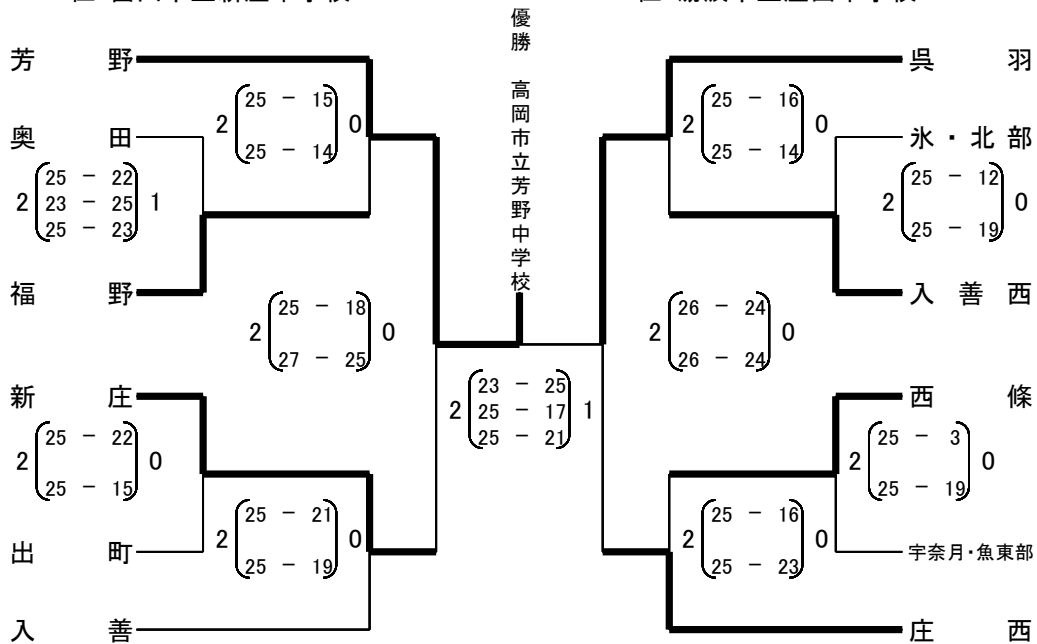 優勝 高岡市立芳野中学校
芳野
2 (25 - 15 25 - 14) 0
奥田
2 (25 - 22 23 - 25 25 - 23) 1
福野
2 (25 - 18 27 - 25) 0
新庄
2 (25 - 22 25 - 15) 0
出町
2 (25 - 21 25 - 19) 0
入善
2 (23 - 25 25 - 17 25 - 21) 1
呉羽
2 (25 - 16 25 - 14) 0
氷・北部
2 (25 - 12 25 - 19) 0
入善西
2 (26 - 24 26 - 24) 0
西條
2 (25 - 3 25 - 19) 0
宇奈月・魚東部
2 (25 - 16 25 - 23) 0
庄西